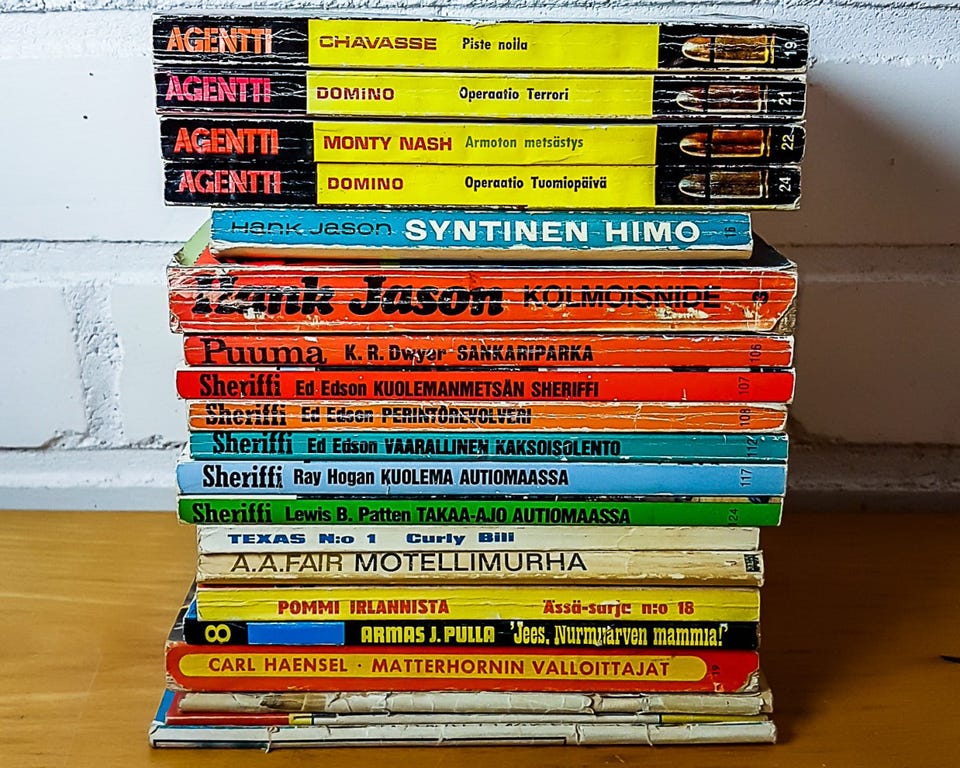 AGENTTI CHAVASSE Piste nolla 19
AGENTTI DOMINO Operaatio Terrori 21
AGENTTI MONTY NASH Armoton metsästys 22
AGENTTI DOMINO Operaatio Tuomiopäivä 24
Hank Jason SYNTINEN HIMO 16
Hank Jason KOLMOISNIDE 3
Puuma K. R. Dwyer SANKARIPARKA 106
Sheriffi Ed Edson KUOLEMANMETSÄN SHERIFFI 107
Sheriffi Ed Edson PERINTÖREVOLVERI 108
Sheriffi Ed Edson VAARALLINEN KAKSOISOLENTO 112
Sheriffi Ray Hogan KUOLEMA AUTIOMAASSA 117
Sheriffi Lewis B. Patten TAKAA-AJO AUTIOMAASSA 124
TEXAS N:o 1 Curly Bill
A.A.FAIR MOTELLIMURHA
POMMI IRLANNISTA Ässä-sarja n:o 18
8 ARMAS J. PULLA 'Jees, Nurmijärven mammia!'
CARL HAENSEL · MATTERHORNIN VALLOITTAJAT 19